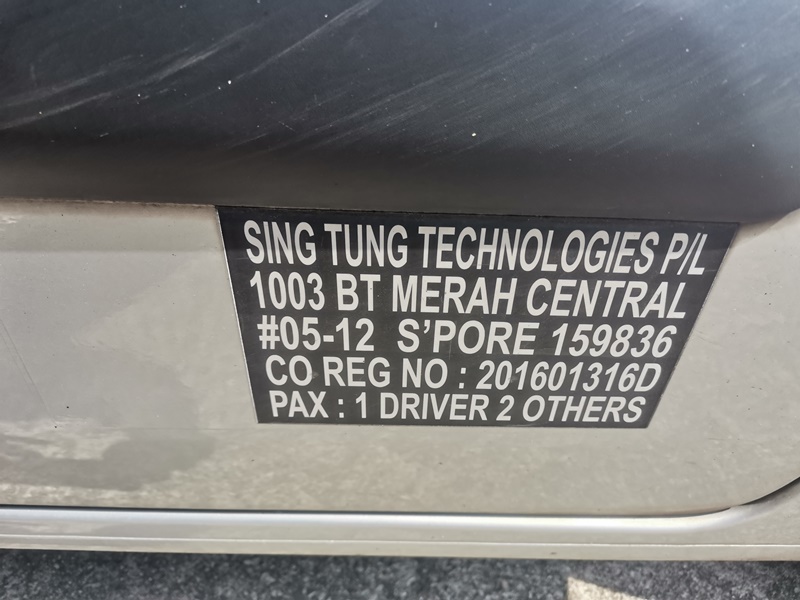 SING TUNG TECHNOLOGIES P/L
1003 BT MERAH CENTRAL
#05-12 S'PORE 159836
CO REG NO : 201601316D
PAX : 1 DRIVER 2 OTHERS